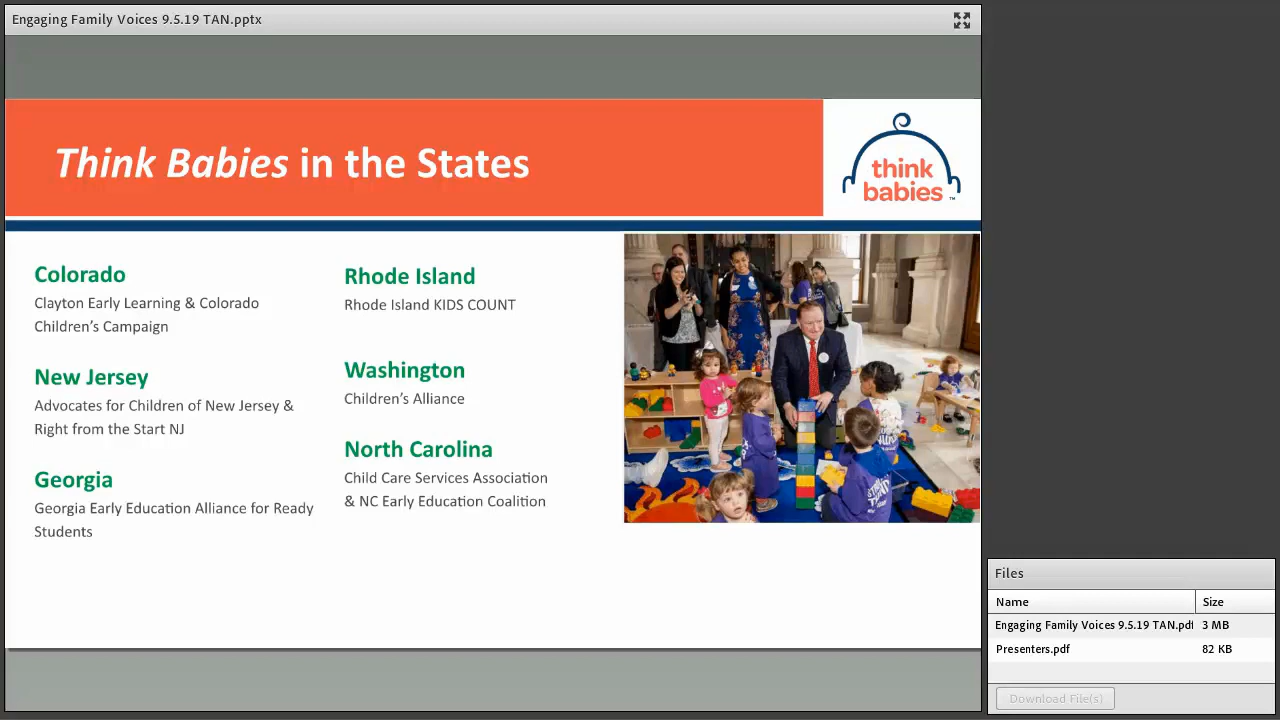 Engaging Family Voices 9.5.19 TAN.pptx
Think Babies in the States
think
babies
™
Colorado
Clayton Early Learning & Colorado
Children's Campaign
New Jersey
Advocates for Children of New Jersey &
Right from the Start NJ
Georgia
Georgia Early Education Alliance for Ready
Students
Rhode Island
Rhode Island KIDS COUNT
Washington
Children's Alliance
North Carolina
Child Care Services Association
& NC Early Education Coalition
Files
Name Size
Engaging Family Voices 9.5.19 TAN.pdf 3 MB
Presenters.pdf 82 KB
Download File(s)